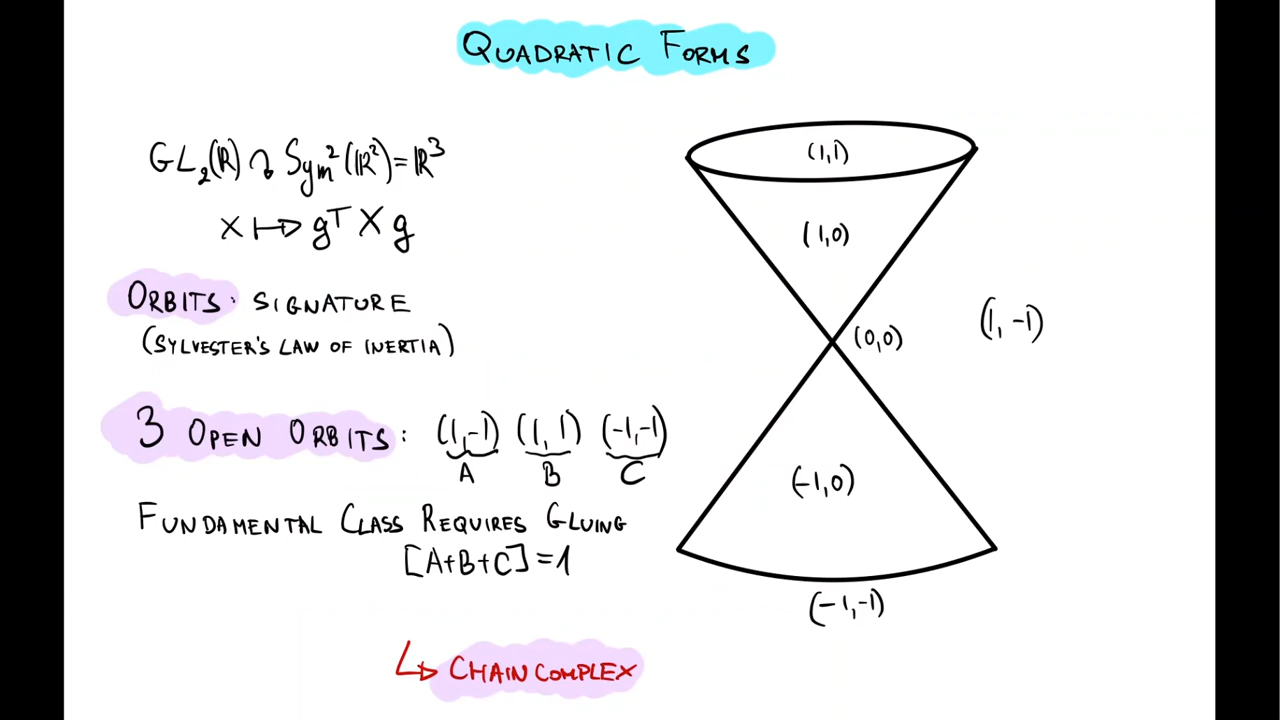 QUADRATIC FORMS
GL₂(ℝ) ↷ Sym²(ℝ²) = ℝ³
X ↦ gᵀ X g
ORBITS: SIGNATURE
(SYLVESTER'S LAW OF INERTIA)
3 OPEN ORBITS: (1,-1) (1,1) (-1,-1)
A B C
FUNDAMENTAL CLASS REQUIRES GLUING
[A+B+C]=1
↳ CHAIN COMPLEX
(1,1)
(1,0)
(0,0)
(1,-1)
(-1,0)
(-1,-1)